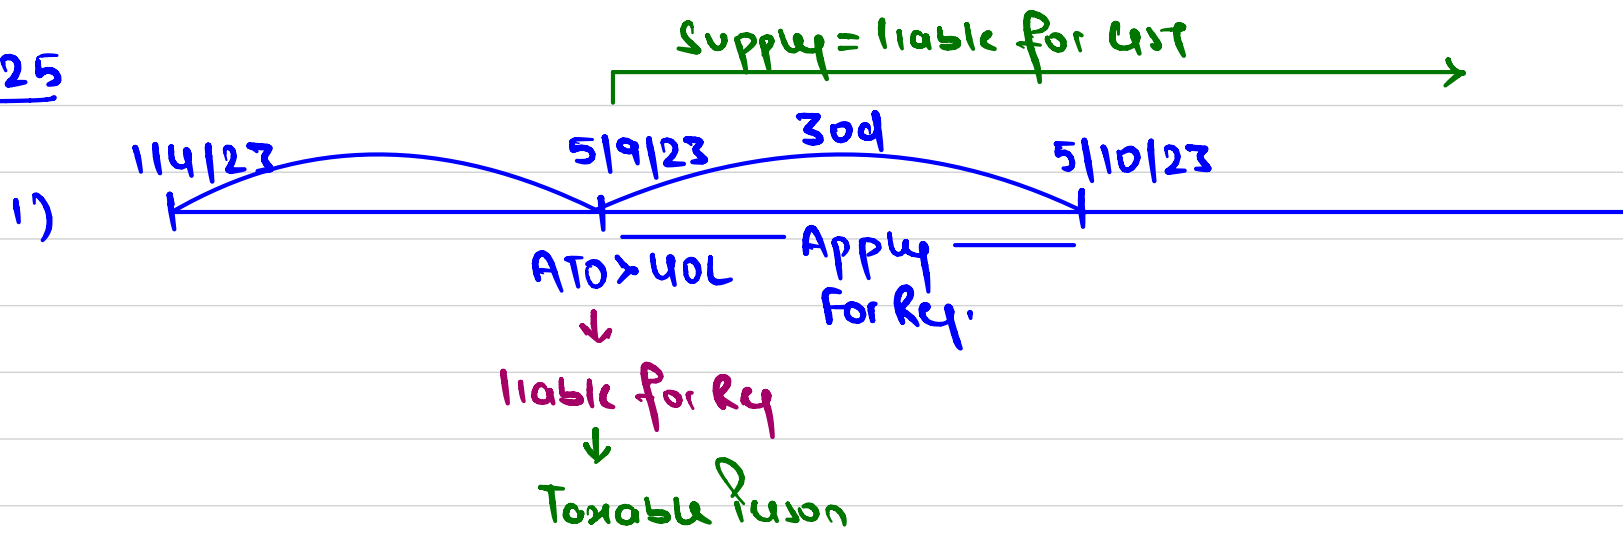 Supply = liable for GST
25
1/4/23 5/9/23 30d 5/10/23
1)
ATO > 40L Apply
For Reg.
liable for Reg
Taxable Person